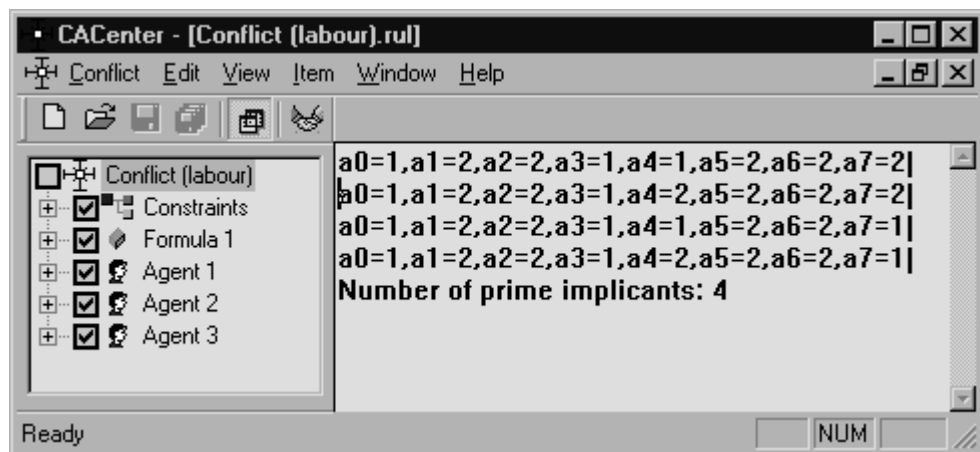 CACenter - [Conflict (labour).rul]
Conflict Edit View Item Window Help
Conflict (labour)
Constraints
Formula 1
Agent 1
Agent 2
Agent 3
a0=1,a1=2,a2=2,a3=1,a4=1,a5=2,a6=2,a7=2|
a0=1,a1=2,a2=2,a3=1,a4=2,a5=2,a6=2,a7=2|
a0=1,a1=2,a2=2,a3=1,a4=1,a5=2,a6=2,a7=1|
a0=1,a1=2,a2=2,a3=1,a4=2,a5=2,a6=2,a7=1|
Number of prime implicants: 4
Ready
NUM